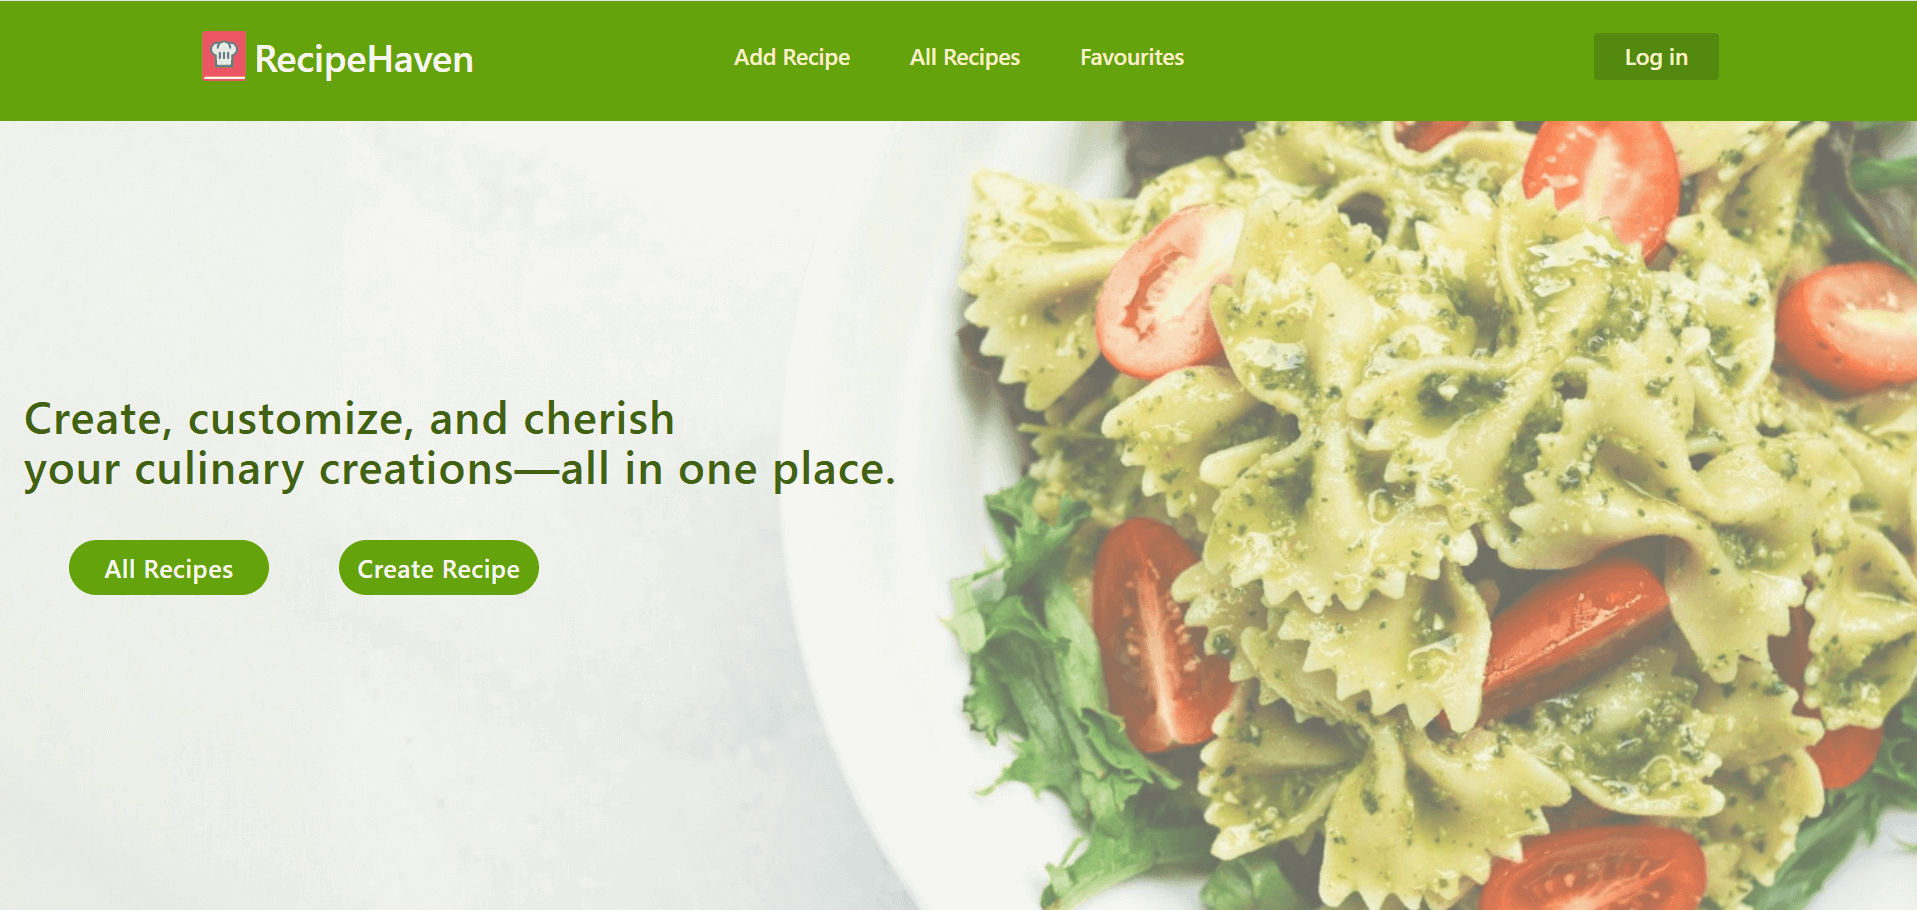 RecipeHaven
Add Recipe
All Recipes
Favourites
Log in
Create, customize, and cherish
your culinary creations—all in one place.
All Recipes
Create Recipe